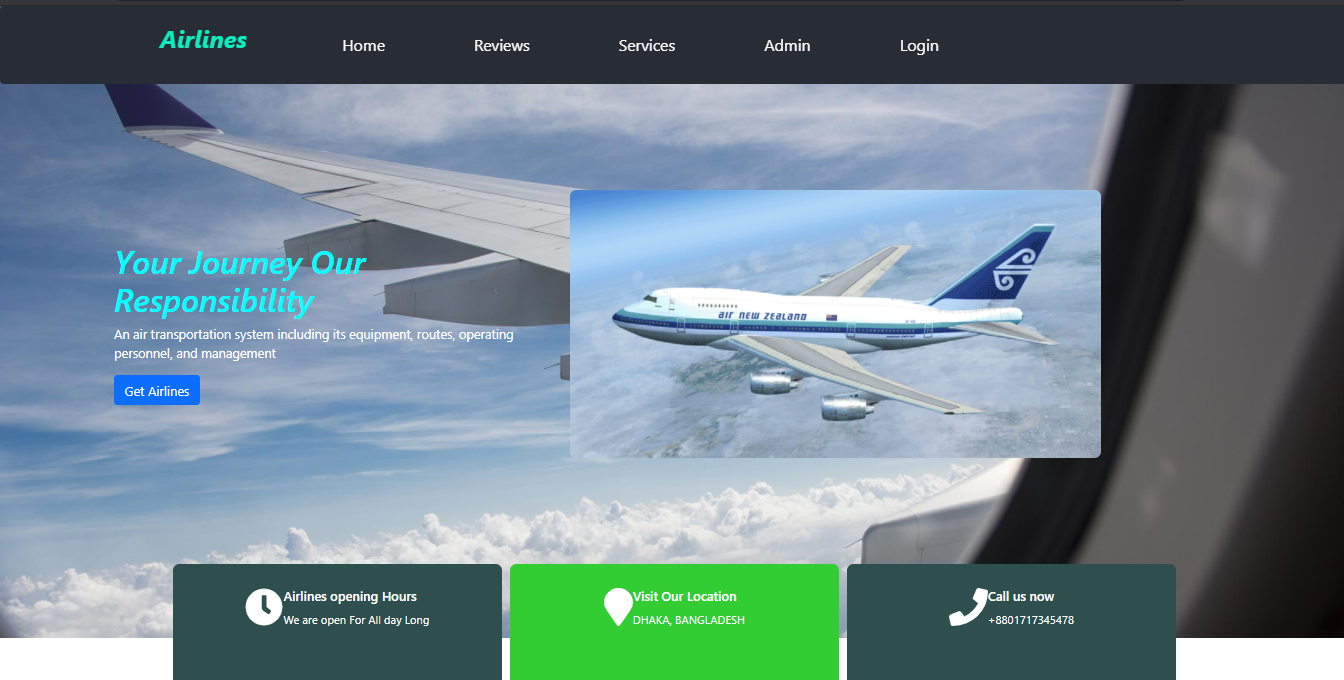 Airlines
Home
Reviews
Services
Admin
Login
Your Journey Our
Responsibility
An air transportation system including its equipment, routes, operating
personnel, and management
Get Airlines
AIR NEW ZEALAND
Airlines opening Hours
We are open For All day Long
Visit Our Location
DHAKA, BANGLADESH
Call us now
+8801717345478